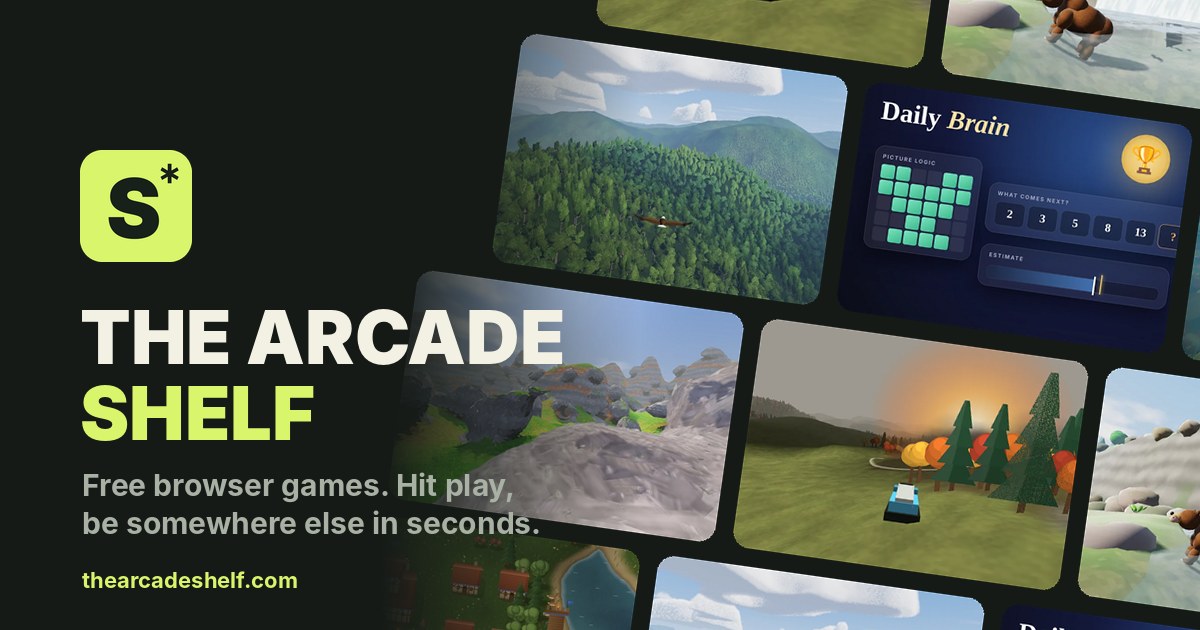 S*
THE ARCADE
SHELF
Free browser games. Hit play,
be somewhere else in seconds.
thearcadeshelf.com
Daily Brain
PICTURE LOGIC
WHAT COMES NEXT?
2 3 5 8 13 ?
ESTIMATE